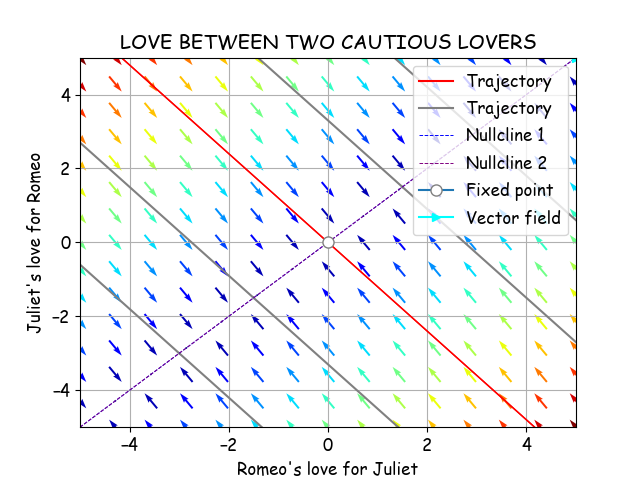 LOVE BETWEEN TWO CAUTIOUS LOVERS
Trajectory
Trajectory
Nullcline 1
Nullcline 2
Fixed point
Vector field
Juliet's love for Romeo
4
2
0
−2
−4
−4
−2
0
2
4
Romeo's love for Juliet